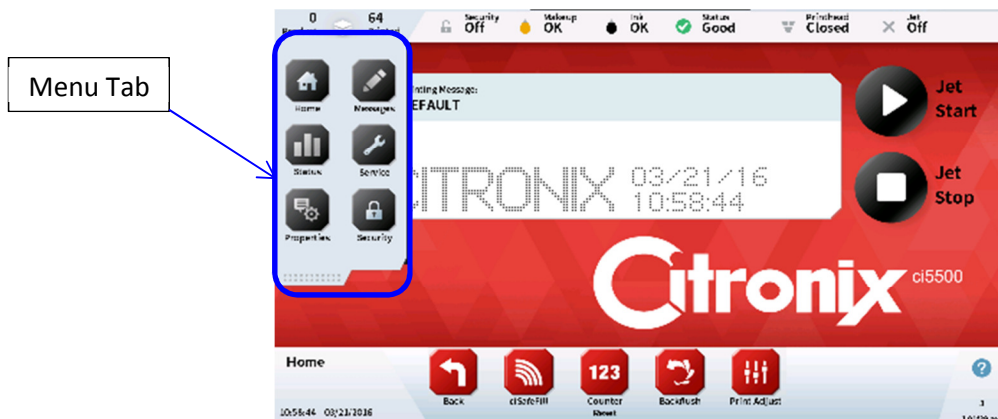 0 64
Security Off
Makeup OK
Ink OK
Status Good
Printhead Closed
Jet Off
Menu Tab
Home Messages
Status Service
Properties Security
Printing Message:
DEFAULT
CITRONIX 03/21/16
10:58:44
Jet Start
Jet Stop
Citronix ci5500
Home
Back
ciSafeFill
123
Counter Reset
Backflush
Print Adjust
?
10:58:44 03/21/2016